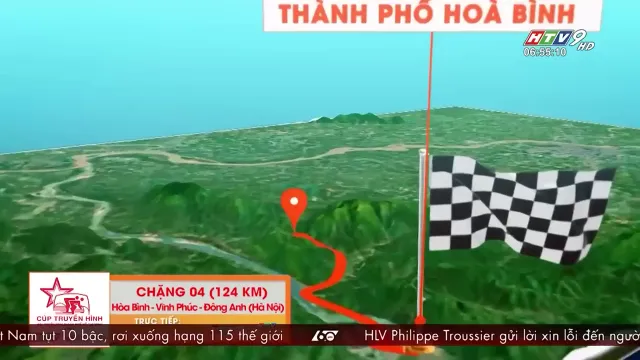 THÀNH PHỐ HOÀ BÌNH
HTV9 HD
06:55:10
CHẶNG 04 (124 KM)
Hòa Bình - Vĩnh Phúc - Đông Anh (Hà Nội)
CÚP TRUYỀN HÌNH
TRỰC TIẾP:
t Nam tụt 10 bậc, rơi xuống hạng 115 thế giới
HLV Philippe Troussier gửi lời xin lỗi đến ngườ